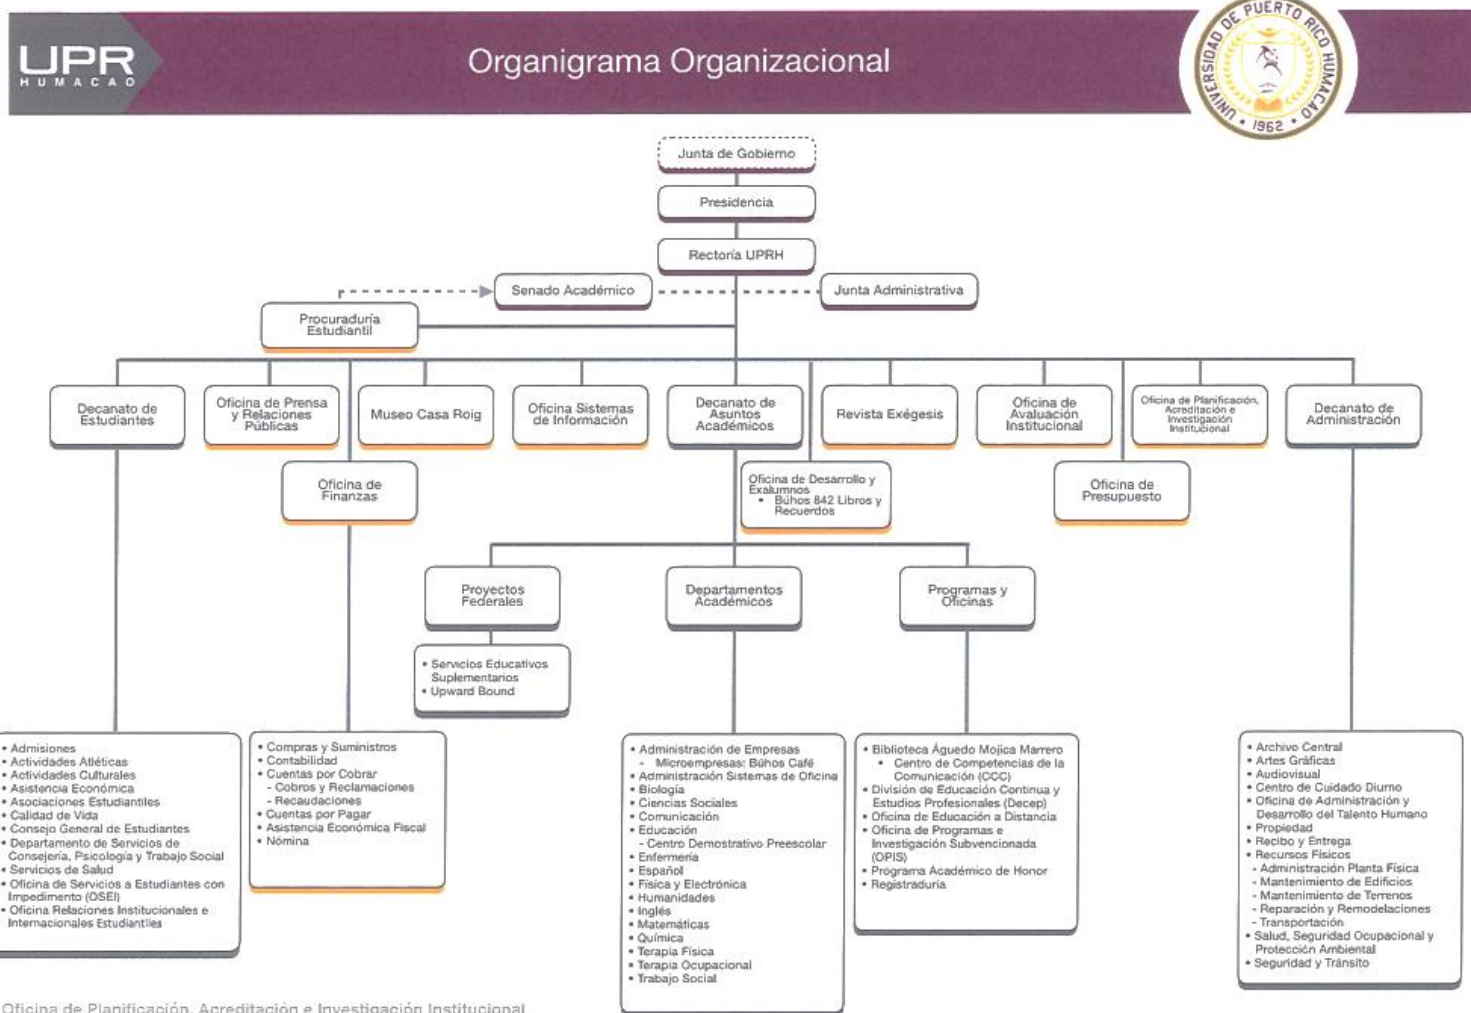 UPR
HUMACAO
Organigrama Organizacional
UNIVERSIDAD DE PUERTO RICO HUMACAO
• 1962 •
Junta de Gobierno
Presidencia
Rectoría UPRH
Senado Académico
Junta Administrativa
Procuraduría
Estudiantil
Decanato de
Estudiantes
Oficina de Prensa
y Relaciones
Públicas
Museo Casa Roig
Oficina Sistemas
de Información
Decanato de
Asuntos
Académicos
Revista Exégesis
Oficina de
Avaluación
Institucional
Oficina de Planificación,
Acreditación e
Investigación
Institucional
Decanato de
Administración
Oficina de
Finanzas
Oficina de Desarrollo y
Exalumnos
• Búhos 842 Libros y
Recuerdos
Oficina de
Presupuesto
Proyectos
Federales
Departamentos
Académicos
Programas y
Oficinas
• Servicios Educativos
Suplementarios
• Upward Bound
• Admisiones
• Actividades Atléticas
• Actividades Culturales
• Asistencia Económica
• Asociaciones Estudiantiles
• Calidad de Vida
• Consejo General de Estudiantes
• Departamento de Servicios de
Consejería, Psicología y Trabajo Social
• Servicios de Salud
• Oficina de Servicios a Estudiantes con
Impedimento (OSEI)
• Oficina Relaciones Institucionales e
Internacionales Estudiantiles
• Compras y Suministros
• Contabilidad
• Cuentas por Cobrar
- Cobros y Reclamaciones
- Recaudaciones
• Cuentas por Pagar
• Asistencia Económica Fiscal
• Nómina
• Administración de Empresas
- Microempresas: Búhos Café
• Administración Sistemas de Oficina
• Biología
• Ciencias Sociales
• Comunicación
• Educación
- Centro Demostrativo Preescolar
• Enfermería
• Español
• Física y Electrónica
• Humanidades
• Inglés
• Matemáticas
• Química
• Terapia Física
• Terapia Ocupacional
• Trabajo Social
• Biblioteca Águedo Mojica Marrero
• Centro de Competencias de la
Comunicación (CCC)
• División de Educación Continua y
Estudios Profesionales (Decep)
• Oficina de Educación a Distancia
• Oficina de Programas e
Investigación Subvencionada
(OPIS)
• Programa Académico de Honor
• Registraduría
• Archivo Central
• Artes Gráficas
• Audiovisual
• Centro de Cuidado Diurno
• Oficina de Administración y
Desarrollo del Talento Humano
• Propiedad
• Recibo y Entrega
• Recursos Físicos
- Administración Planta Física
- Mantenimiento de Edificios
- Mantenimiento de Terrenos
- Reparación y Remodelaciones
- Transportación
• Salud, Seguridad Ocupacional y
Protección Ambiental
• Seguridad y Tránsito
Oficina de Planificación, Acreditación e Investigación Institucional